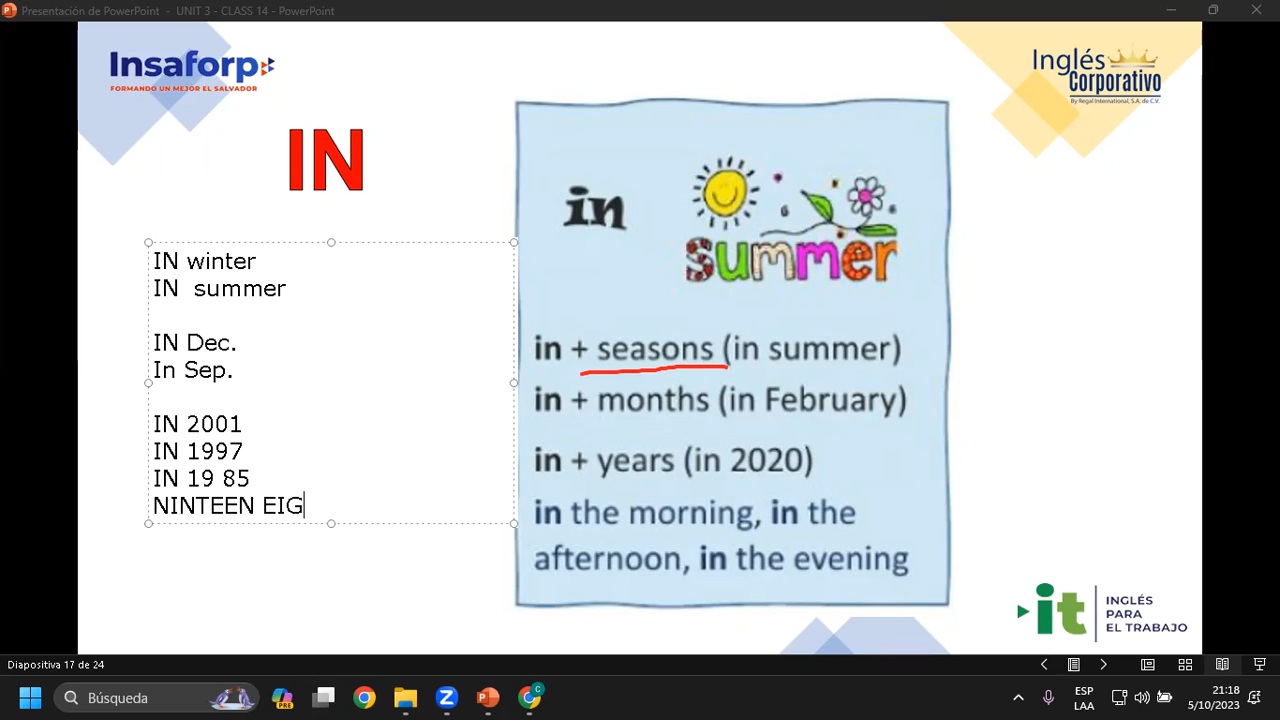 Presentación de PowerPoint - UNIT 3 - CLASS 14 - PowerPoint
Insaforp
FORMANDO UN MEJOR EL SALVADOR
Inglés
Corporativo
By Regal International, S.A. de C.V.
IN
IN winter
IN summer
IN Dec.
In Sep.
IN 2001
IN 1997
IN 19 85
NINTEEN EIG
in
summer
in + seasons (in summer)
in + months (in February)
in + years (in 2020)
in the morning, in the
afternoon, in the evening
it
INGLÉS
PARA
EL TRABAJO
Diapositiva 17 de 24
Búsqueda
PRE
C
ESP
LAA
21:18
5/10/2023